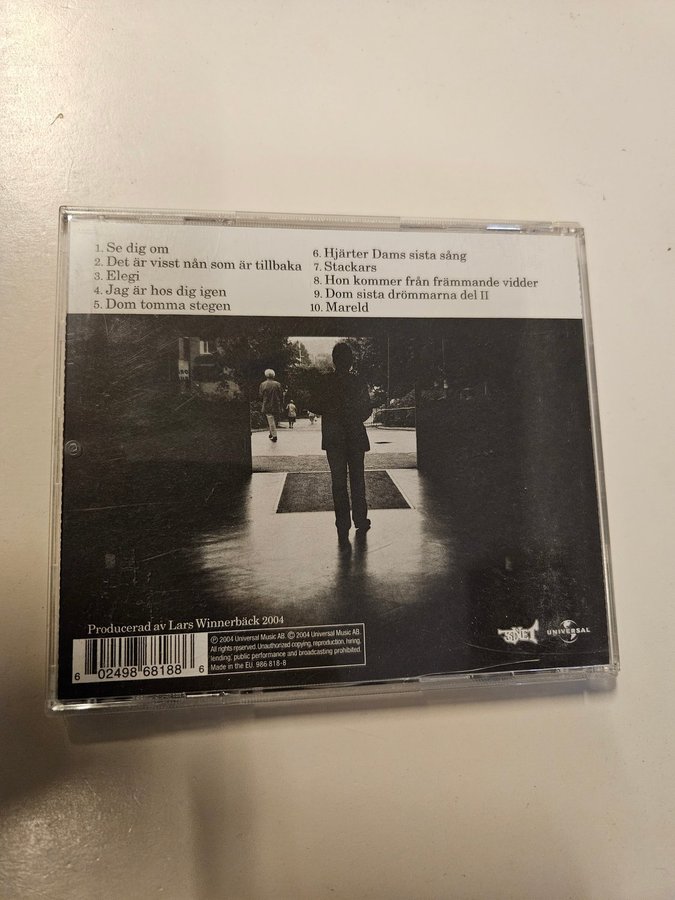 1. Se dig om
2. Det är visst nån som är tillbaka
3. Elegi
4. Jag är hos dig igen
5. Dom tomma stegen
6. Hjärter Dams sista sång
7. Stackars
8. Hon kommer från främmande vidder
9. Dom sista drömmarna del II
10. Mareld
Producerad av Lars Winnerbäck 2004
6 02498 68188 6
℗ 2004 Universal Music AB. © 2004 Universal Music AB.
All rights reserved. Unauthorized copying, reproduction, hiring,
lending, public performance and broadcasting prohibited.
Made in the EU. 986 818-8
UNIVERSAL